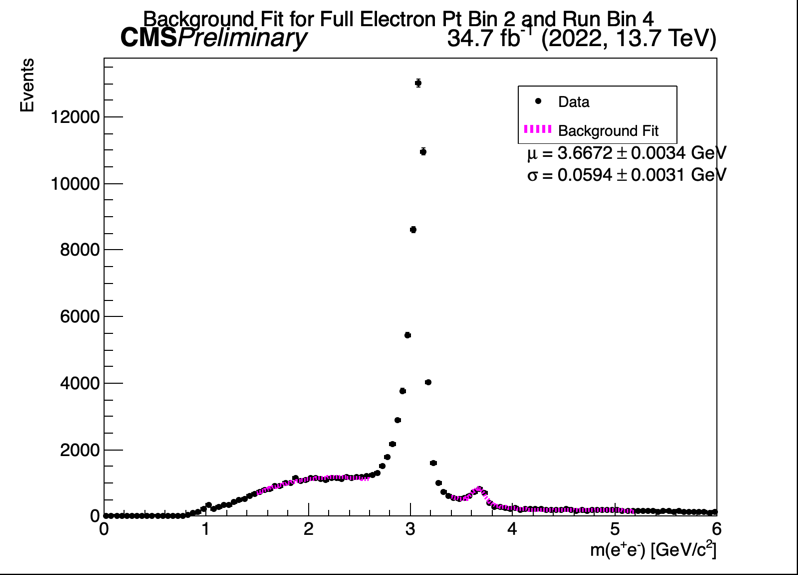 Background Fit for Full Electron Pt Bin 2 and Run Bin 4
CMS Preliminary 34.7 fb⁻¹ (2022, 13.7 TeV)
Events
Data
Background Fit
μ = 3.6672 ± 0.0034 GeV
σ = 0.0594 ± 0.0031 GeV
12000
10000
8000
6000
4000
2000
0
0 1 2 3 4 5 6
m(e⁺e⁻) [GeV/c²]